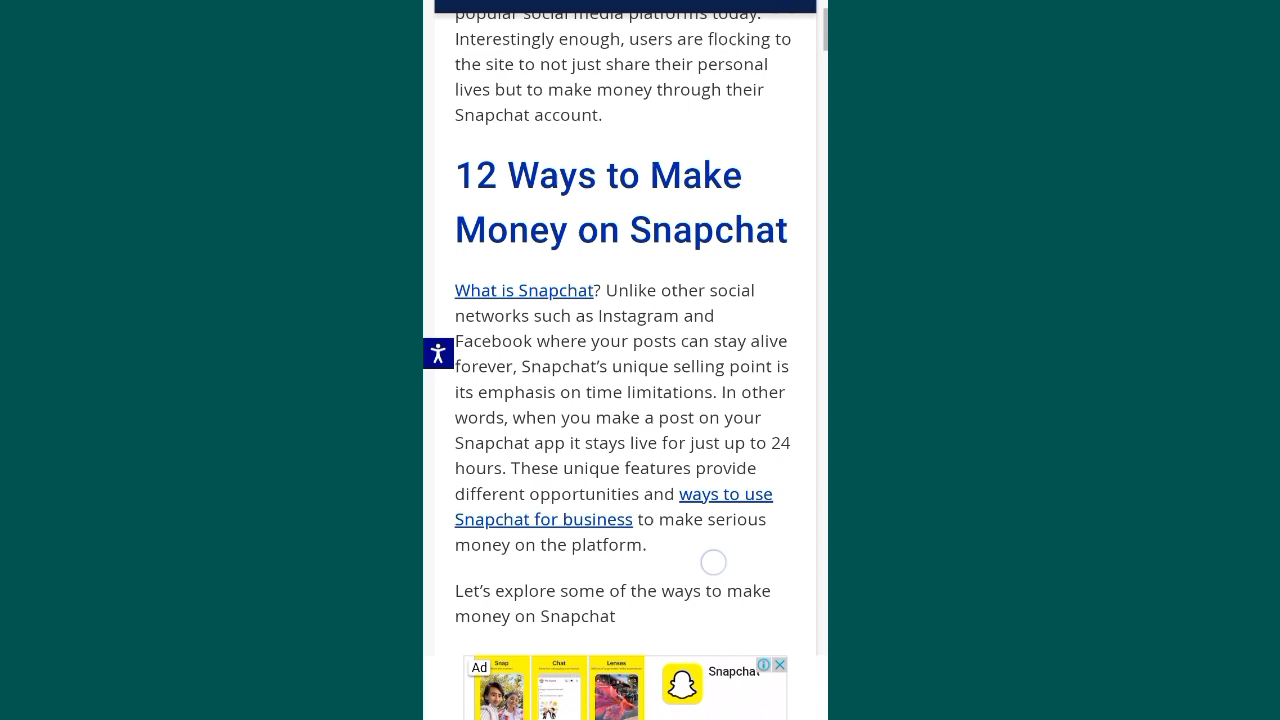 popular social media platforms today.
Interestingly enough, users are flocking to
the site to not just share their personal
lives but to make money through their
Snapchat account.
12 Ways to Make
Money on Snapchat
What is Snapchat? Unlike other social
networks such as Instagram and
Facebook where your posts can stay alive
forever, Snapchat’s unique selling point is
its emphasis on time limitations. In other
words, when you make a post on your
Snapchat app it stays live for just up to 24
hours. These unique features provide
different opportunities and ways to use
Snapchat for business to make serious
money on the platform.
Let’s explore some of the ways to make
money on Snapchat
Ad
Snap
Chat
Lenses
Snapchat